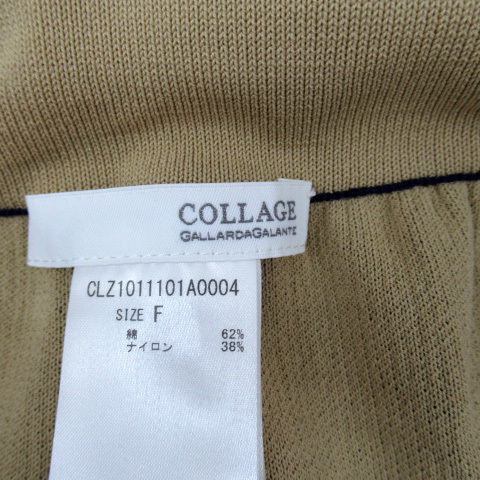 COLLAGE
GALLARDAGALANTE
CLZ1011101A0004
SIZE F
綿 62%
ナイロン 38%